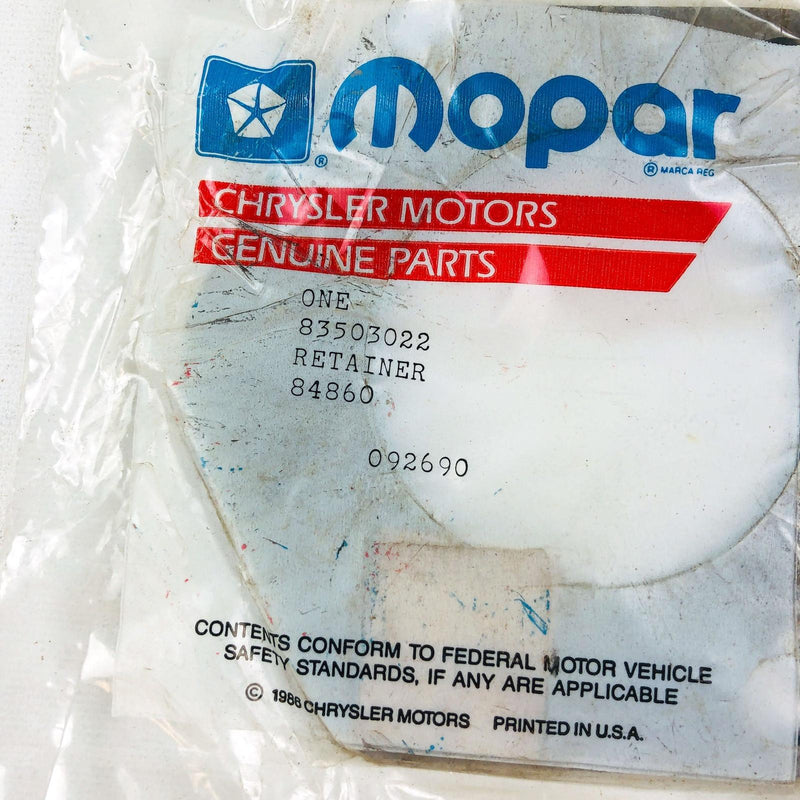 mopar
® ® MARCA REG
CHRYSLER MOTORS
GENUINE PARTS
ONE
83503022
RETAINER
84860
092690
CONTENTS CONFORM TO FEDERAL MOTOR VEHICLE
SAFETY STANDARDS, IF ANY ARE APPLICABLE
© 1986 CHRYSLER MOTORS PRINTED IN U.S.A.